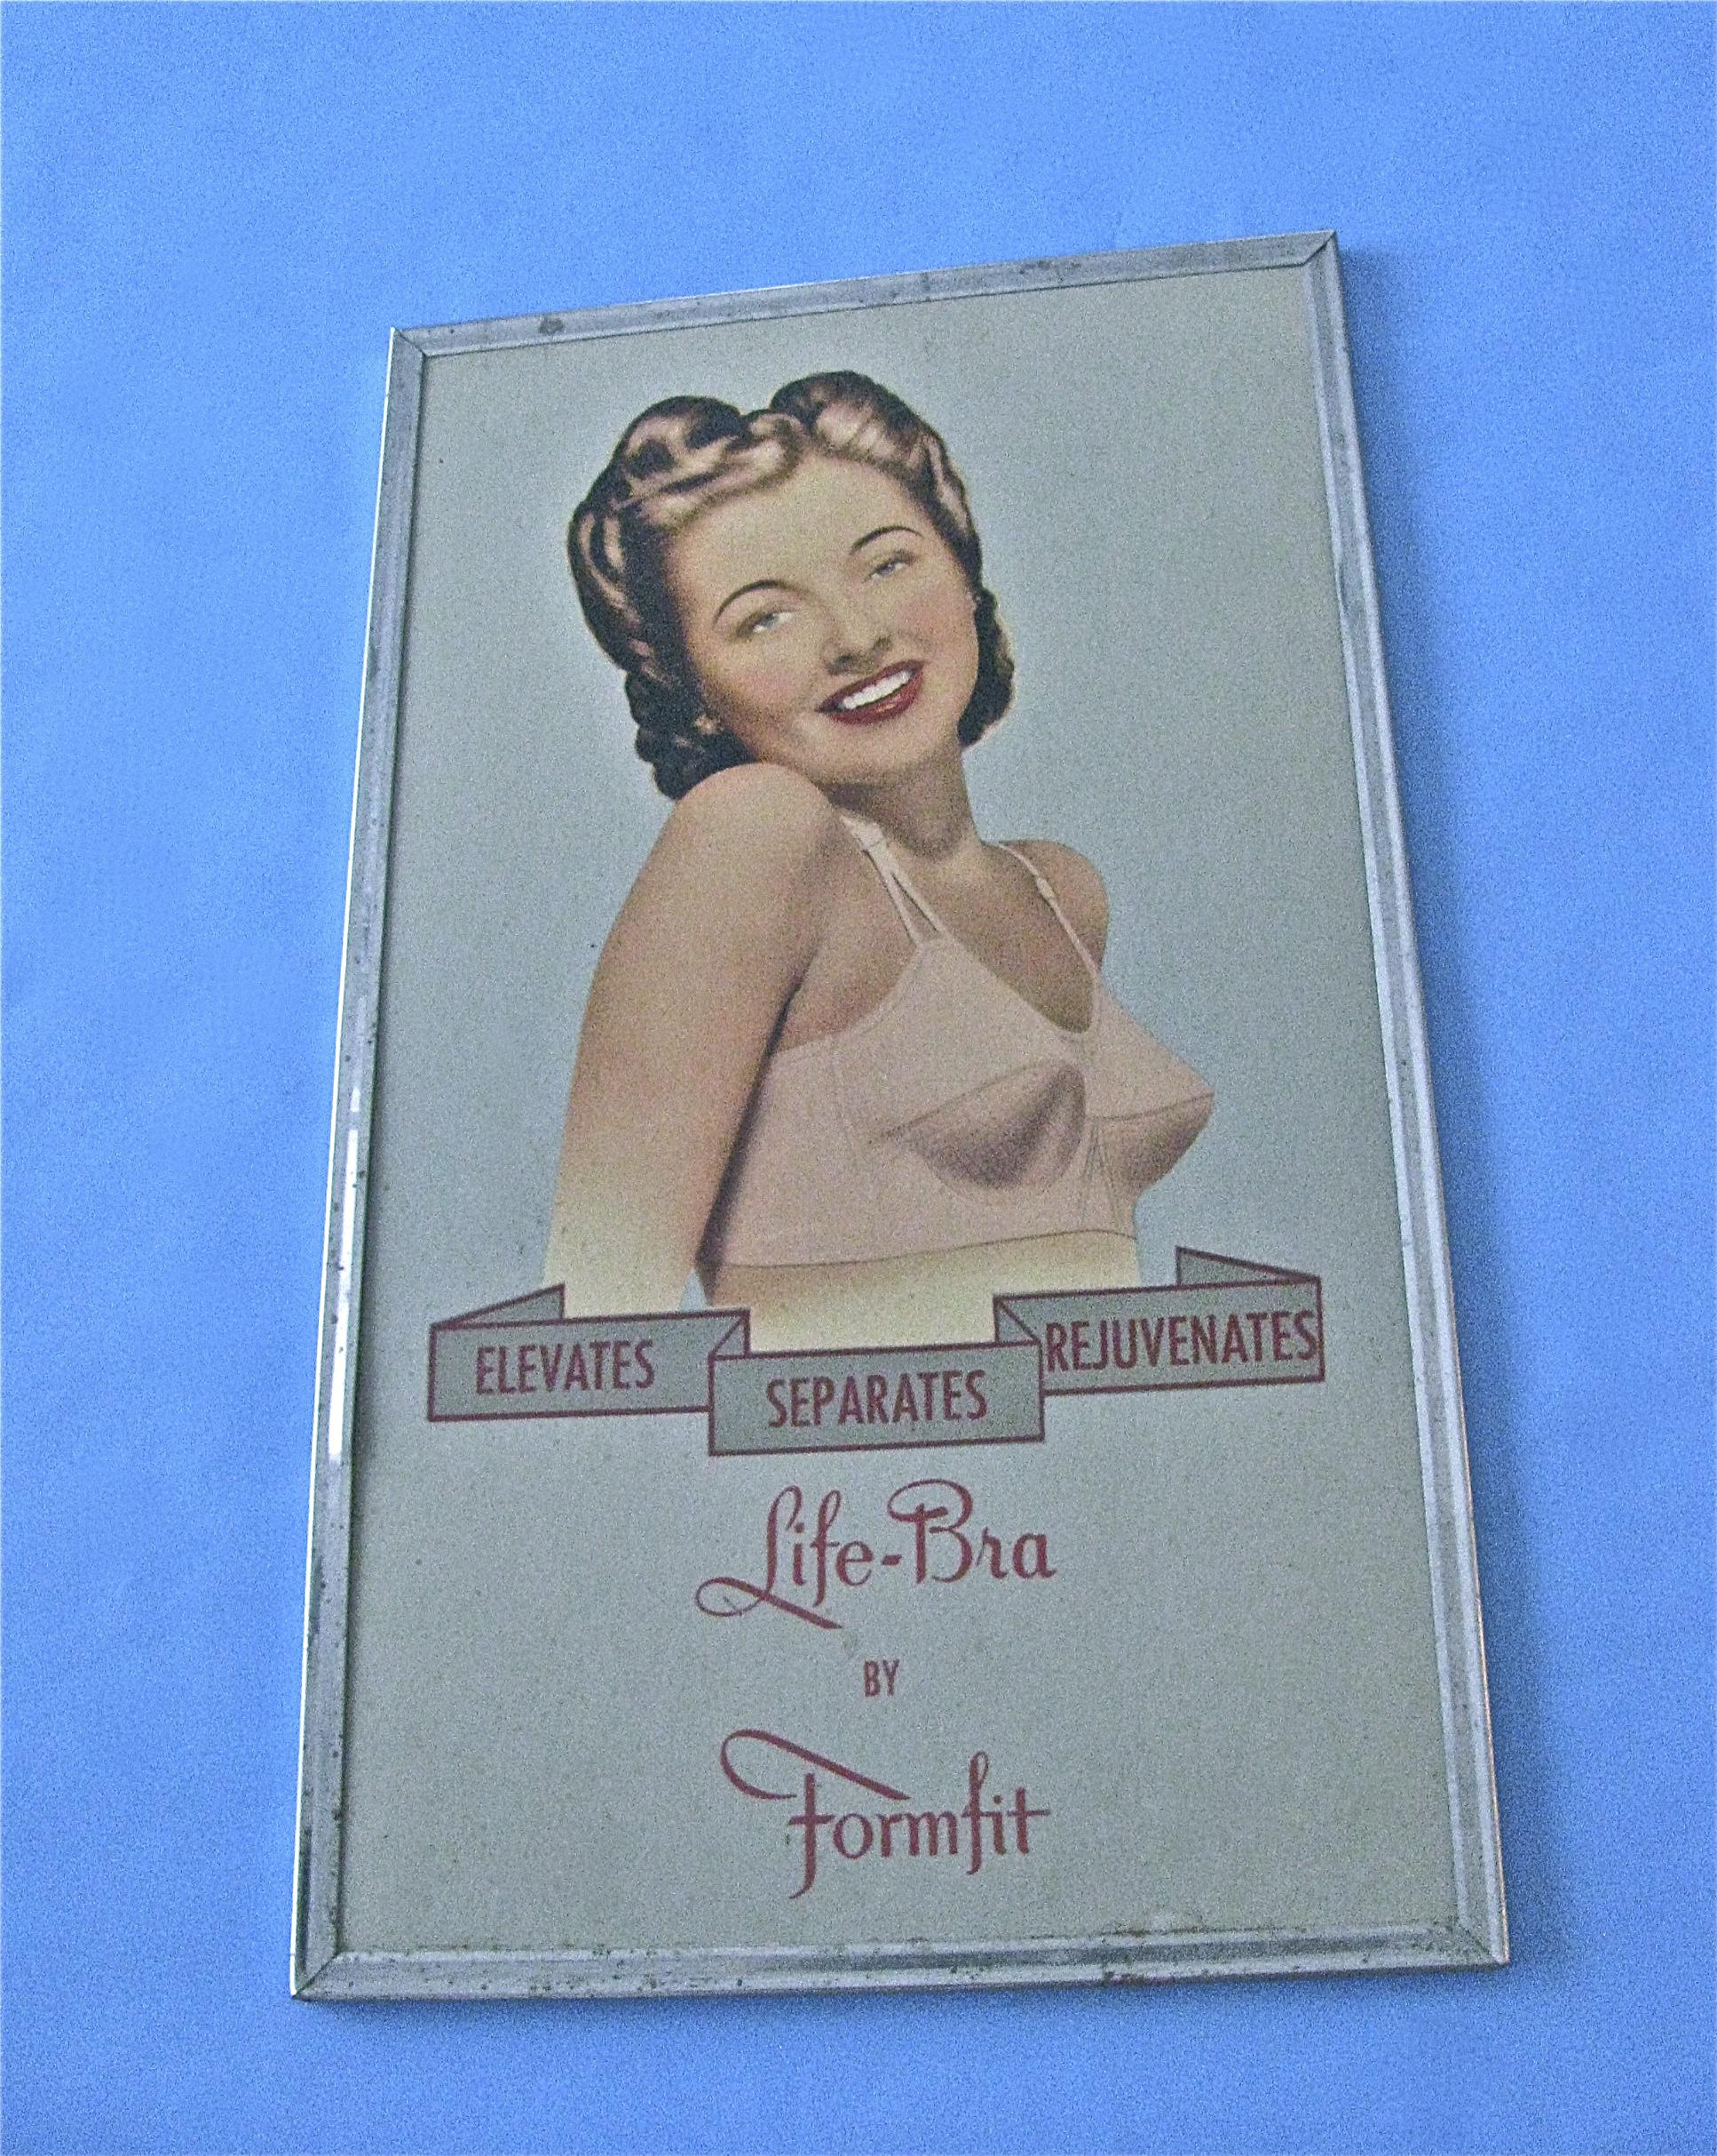 ELEVATES
SEPARATES
REJUVENATES
Life-Bra
BY
Formfit